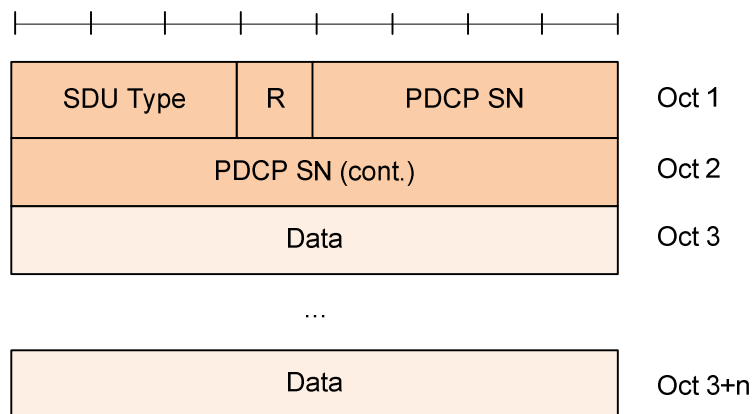 SDU Type R PDCP SN Oct 1
PDCP SN (cont.) Oct 2
Data Oct 3
...
Data Oct 3+n